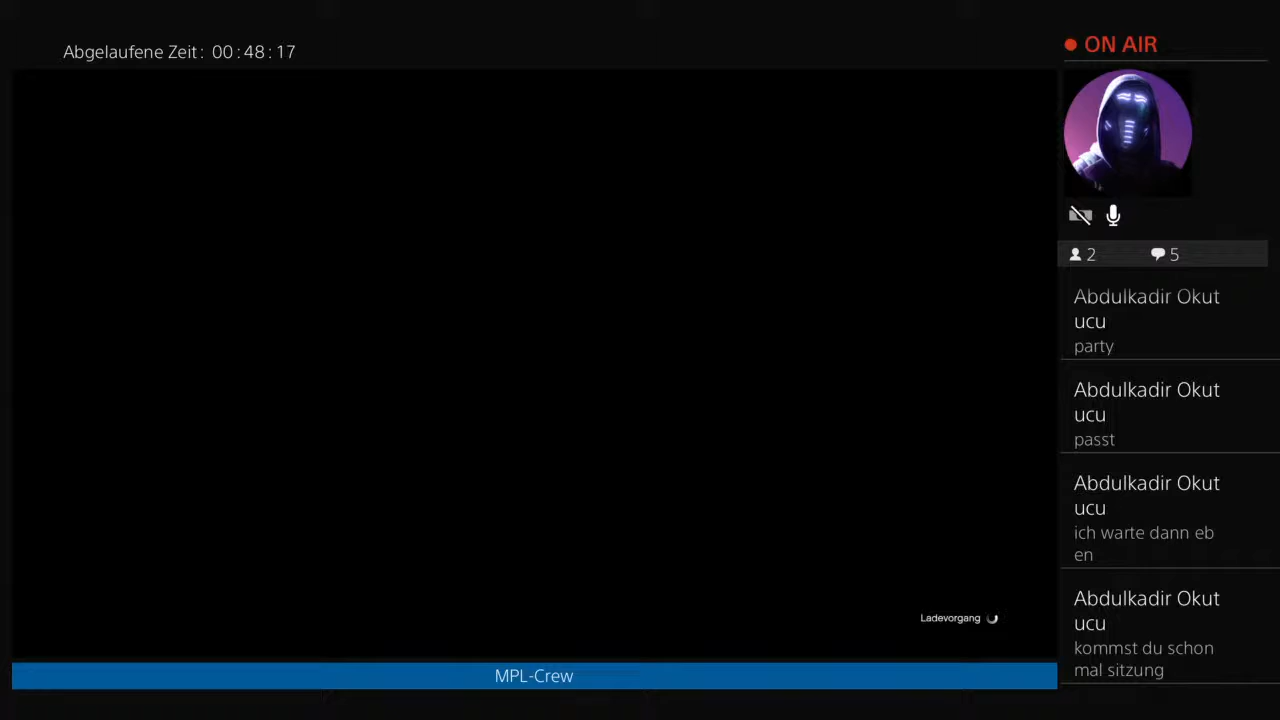 Abgelaufene Zeit: 00:48:17
ON AIR
2 5
Abdulkadir Okut
ucu
party
Abdulkadir Okut
ucu
passt
Abdulkadir Okut
ucu
ich warte dann eb
en
Abdulkadir Okut
ucu
kommst du schon
mal sitzung
Ladevorgang
MPL-Crew